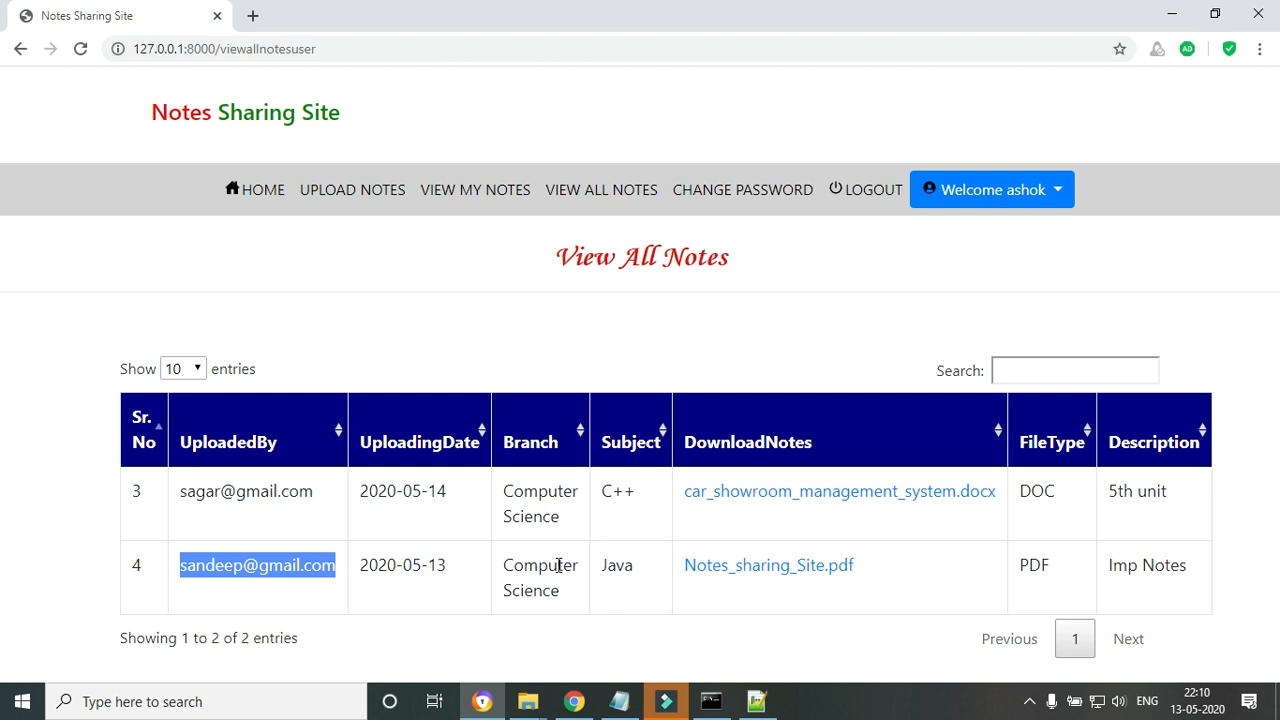 Notes Sharing Site
127.0.0.1:8000/viewallnotesuser
Notes Sharing Site
HOME UPLOAD NOTES VIEW MY NOTES VIEW ALL NOTES CHANGE PASSWORD LOGOUT Welcome ashok
View All Notes
Show 10 entries Search:
Sr. No UploadedBy UploadingDate Branch Subject DownloadNotes FileType Description
3 sagar@gmail.com 2020-05-14 Computer Science C++ car_showroom_management_system.docx DOC 5th unit
4 sandeep@gmail.com 2020-05-13 Computer Science Java Notes_sharing_Site.pdf PDF Imp Notes
Showing 1 to 2 of 2 entries Previous 1 Next
Type here to search ENG 22:10
13-05-2020